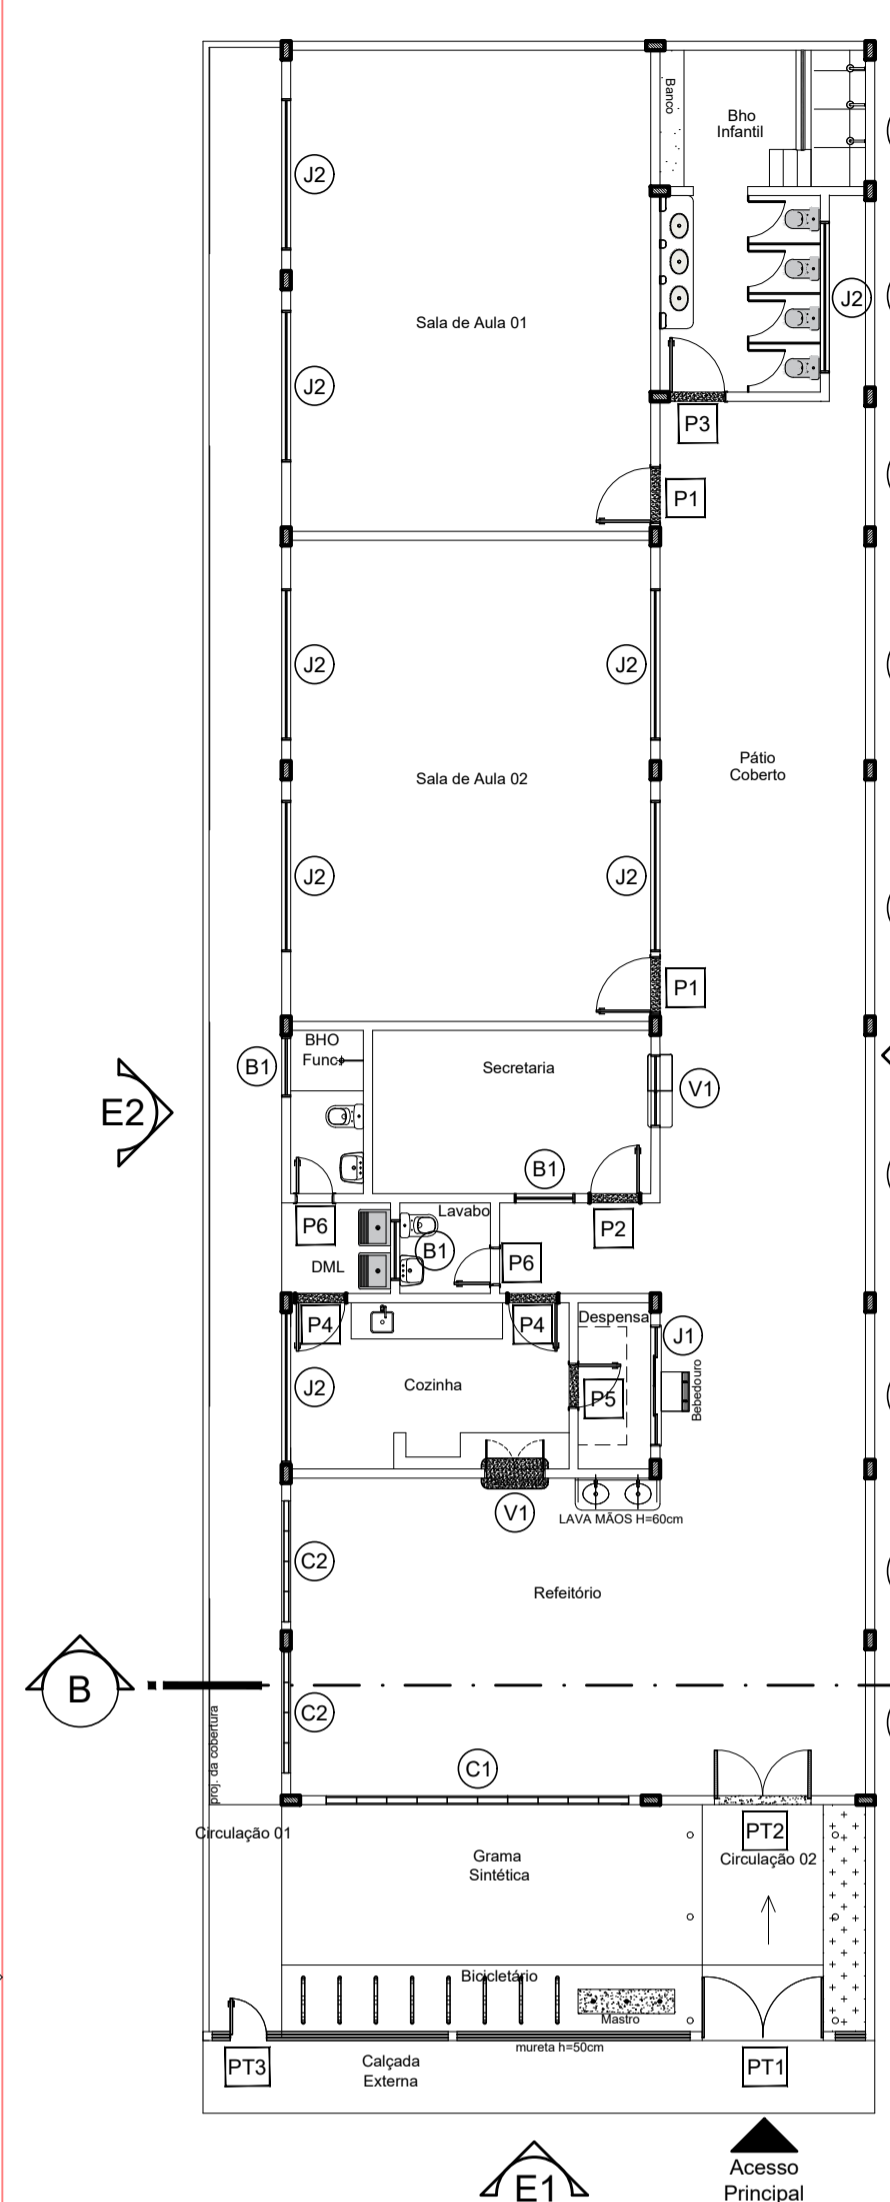 Banco
Bho
Infantil
J2
J2
Sala de Aula 01
J2
P3
P1
J2
J2
Pátio
Coberto
Sala de Aula 02
J2
J2
P1
BHO
Func
B1
Secretaria
V1
E2
B1
Lavabo
P6
P2
B1
P6
DML
P4
P4
Despensa
J1
J2
Cozinha
P5
Bebedouro
V1
LAVA MÃOS H=60cm
C2
Refeitório
B
C2
proj. da cobertura
C1
Circulação 01
PT2
Grama
Sintética
Circulação 02
Bicicletário
Mastro
mureta h=50cm
PT3
Calçada
Externa
PT1
E1
Acesso
Principal